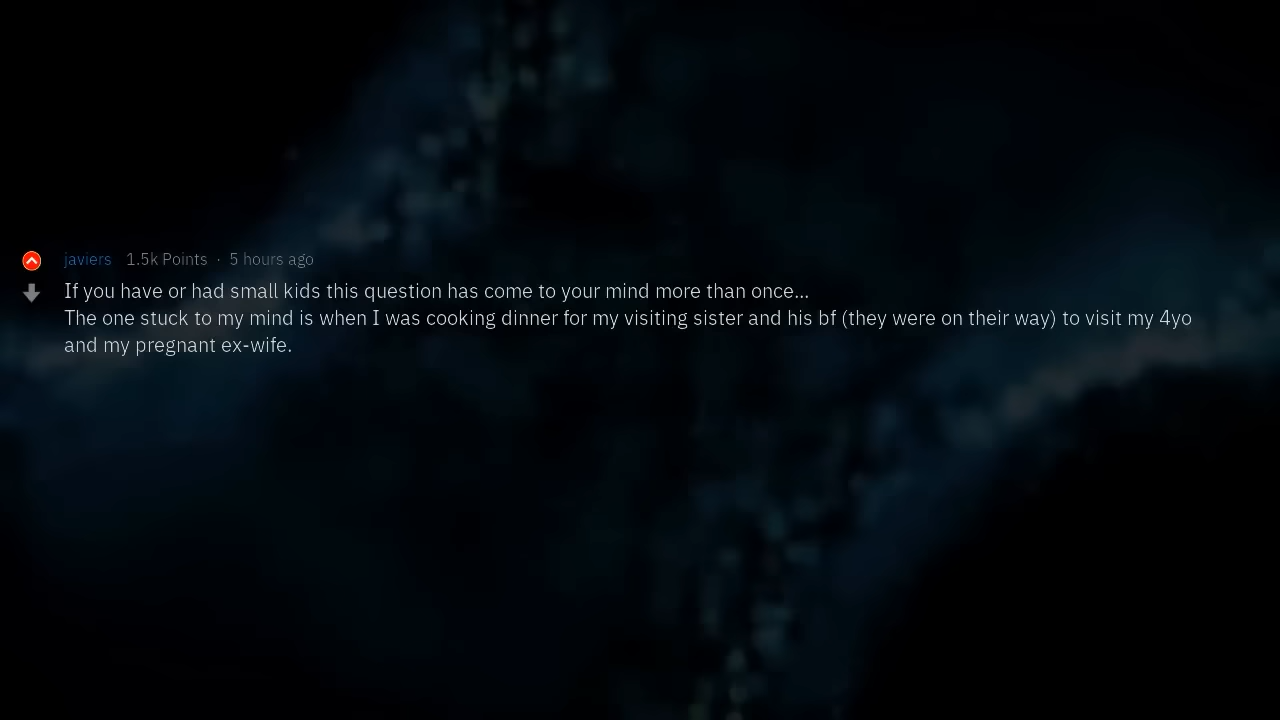 javiers 1.5k Points · 5 hours ago
If you have or had small kids this question has come to your mind more than once...
The one stuck to my mind is when I was cooking dinner for my visiting sister and his bf (they were on their way) to visit my 4yo
and my pregnant ex-wife.